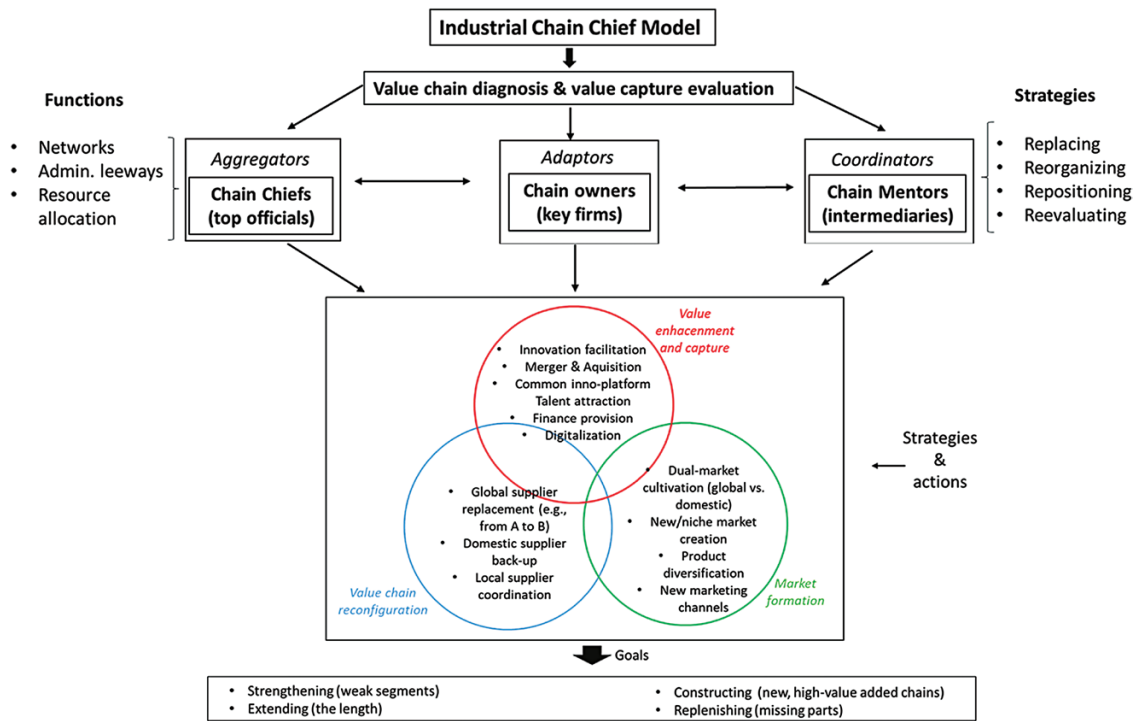 Industrial Chain Chief Model
Value chain diagnosis & value capture evaluation
Functions
• Networks
• Admin. leeways
• Resource
allocation
Aggregators
Chain Chiefs
(top officials)
Adaptors
Chain owners
(key firms)
Coordinators
Chain Mentors
(intermediaries)
Strategies
• Replacing
• Reorganizing
• Repositioning
• Reevaluating
Value
enhacenment
and capture
• Innovation facilitation
• Merger & Aquisition
• Common inno-platform
Talent attraction
• Finance provision
• Digitalization
• Global supplier
replacement (e.g.,
from A to B)
• Domestic supplier
back-up
• Local supplier
coordination
Value chain
reconfiguration
• Dual-market
cultivation (global vs.
domestic)
• New/niche market
creation
• Product
diversification
• New marketing
channels
Market
formation
Strategies
&
actions
Goals
• Strengthening (weak segments)
• Extending (the length)
• Constructing (new, high-value added chains)
• Replenishing (missing parts)